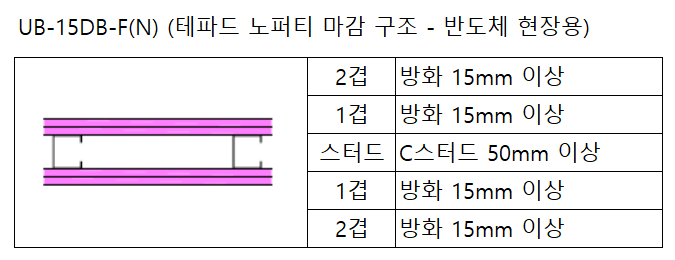 UB-15DB-F(N) (테파드 노퍼티 마감 구조 - 반도체 현장용)
2겹 방화 15mm 이상
1겹 방화 15mm 이상
스터드 C스터드 50mm 이상
1겹 방화 15mm 이상
2겹 방화 15mm 이상